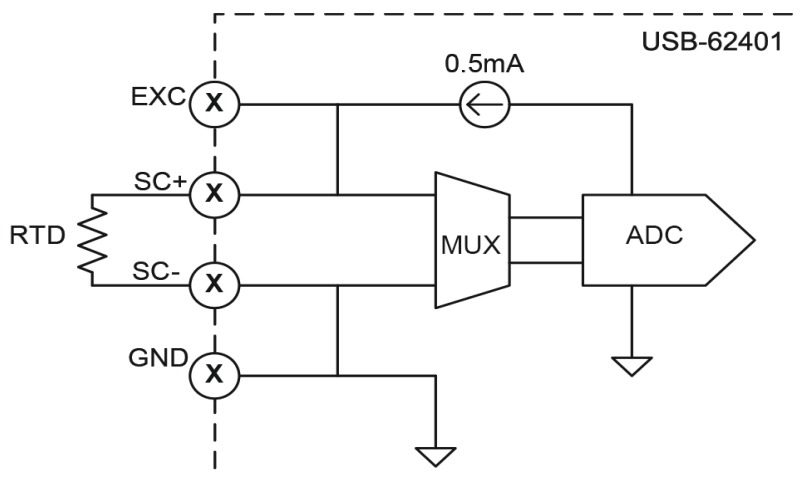 USB-62401
0.5mA
EXC
X
SC+
X
RTD
MUX
ADC
SC-
X
GND
X